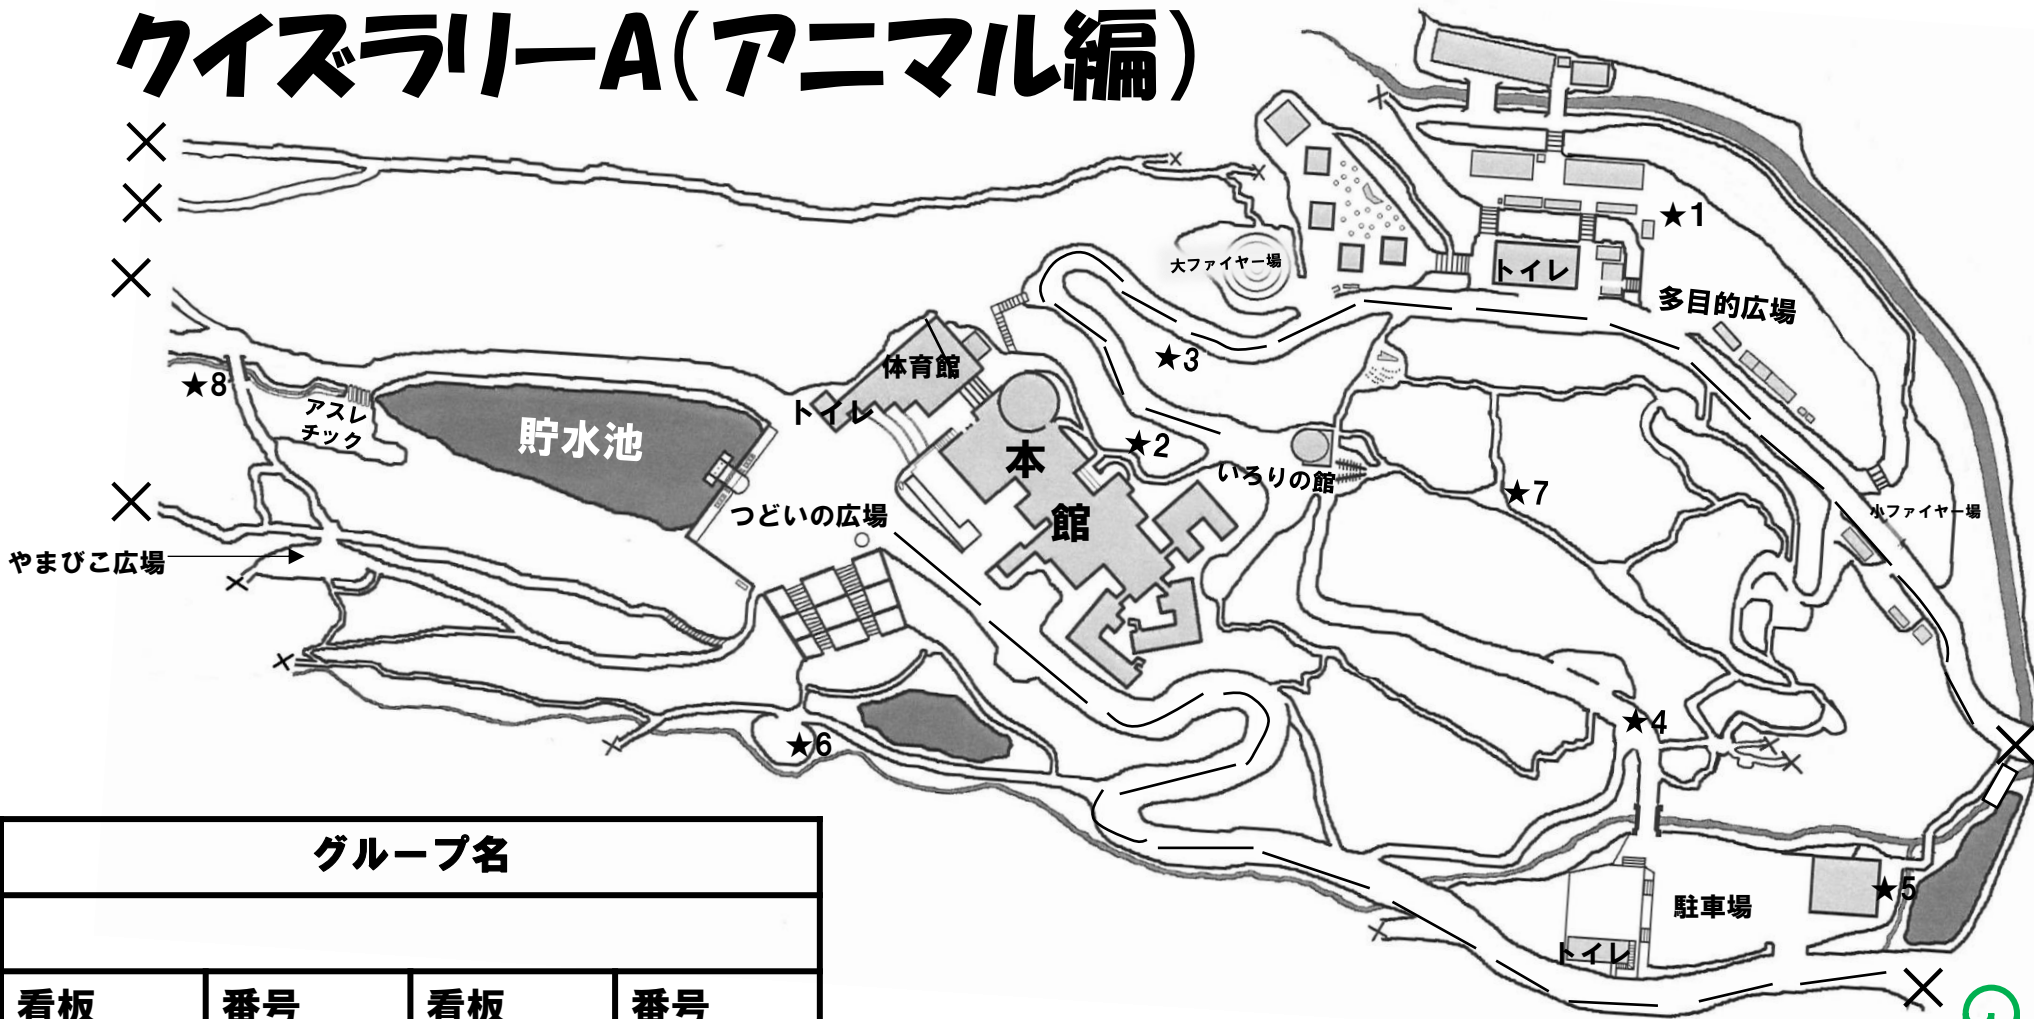 クイズラリーA(アニマル編)
★1
大ファイヤー場
トイレ
多目的広場
★3
体育館
★8
アスレ
チック
トイレ
貯水池
★2
本
館
いろりの館
★7
つどいの広場
小ファイヤー場
やまびこ広場
★4
★6
グループ名
駐車場
★5
トイレ
看板 番号 看板 番号